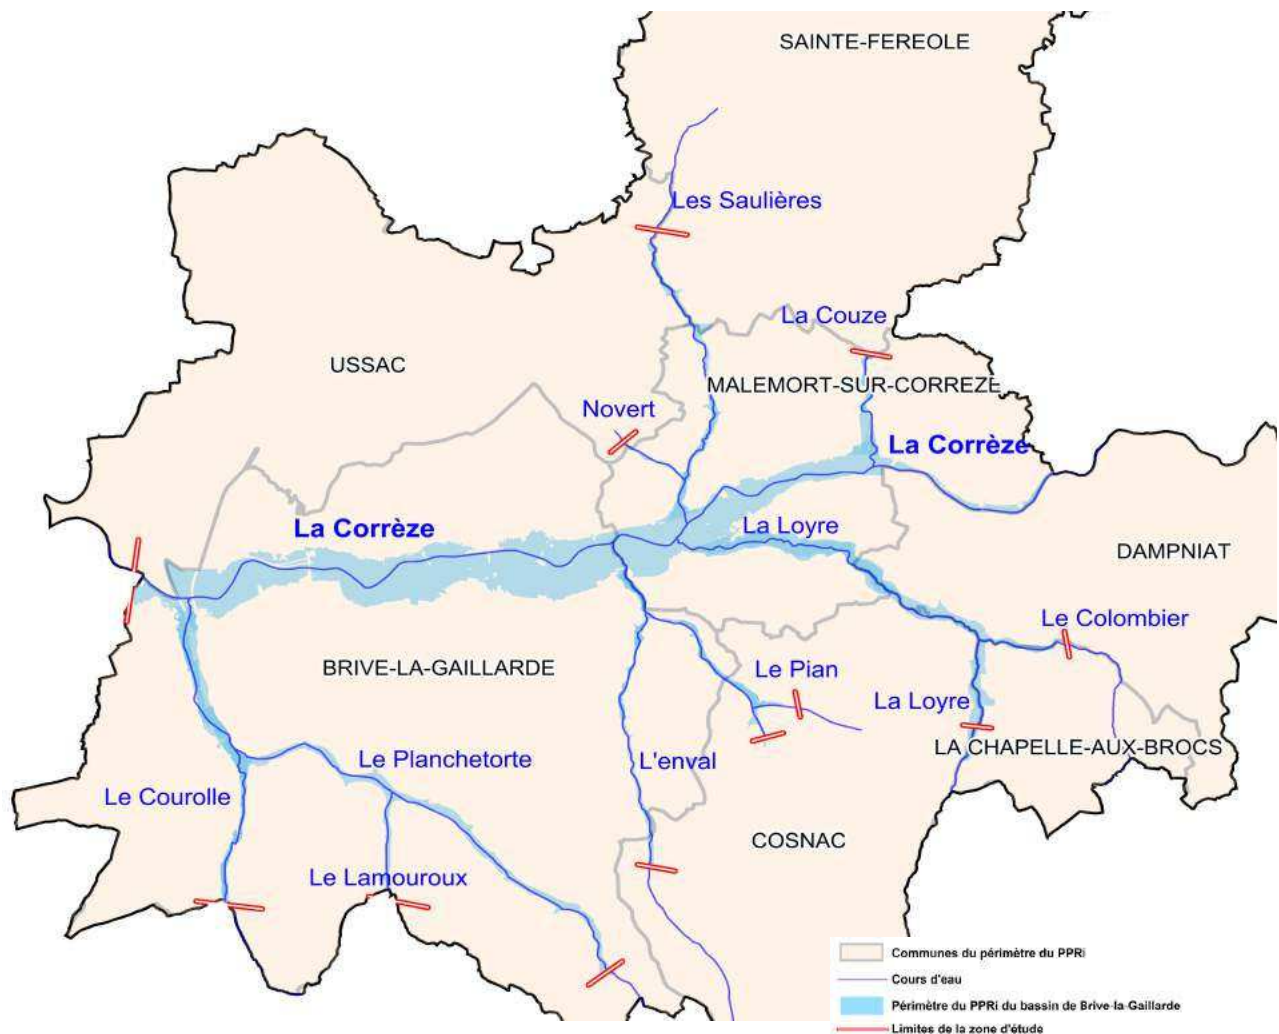 SAINTE-FEREOLE
Les Saulières
La Couze
USSAC
MALEMORT-SUR-CORREZE
Novert
La Corrèze
La Corrèze
La Loyre
DAMPNIAT
Le Colombier
BRIVE-LA-GAILLARDE
Le Pian
La Loyre
LA CHAPELLE-AUX-BROCS
Le Planchetorte
L'enval
Le Courolle
COSNAC
Le Lamouroux
Communes du périmètre du PPRi
Cours d'eau
Périmètre du PPRi du bassin de Brive-la-Gaillarde
Limites de la zone d'étude